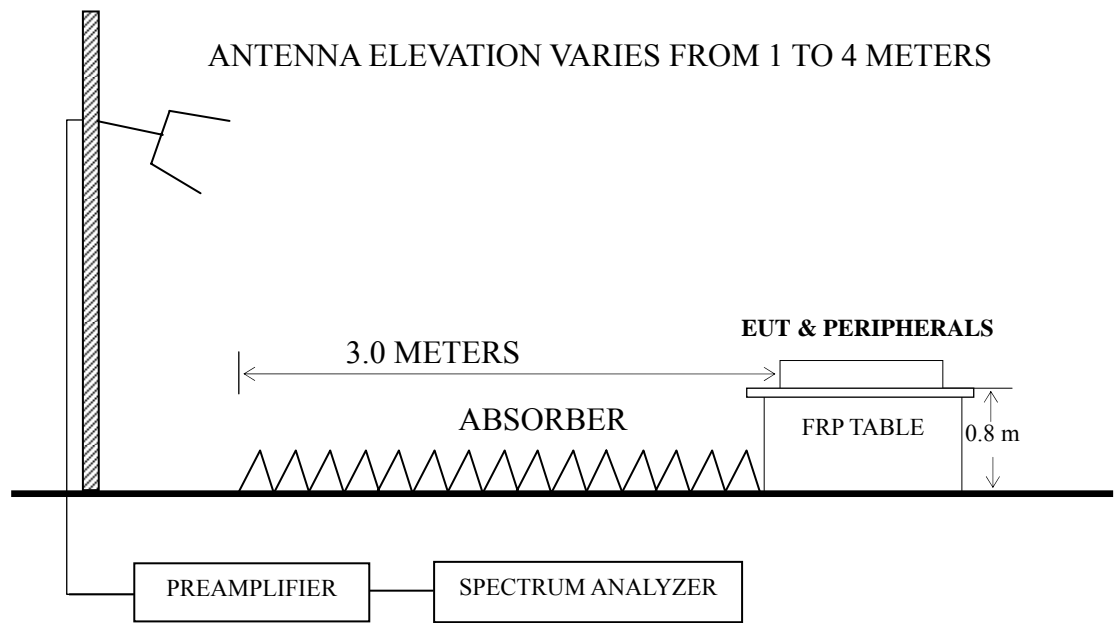 ANTENNA ELEVATION VARIES FROM 1 TO 4 METERS
EUT & PERIPHERALS
3.0 METERS
ABSORBER
FRP TABLE
0.8 m
PREAMPLIFIER
SPECTRUM ANALYZER